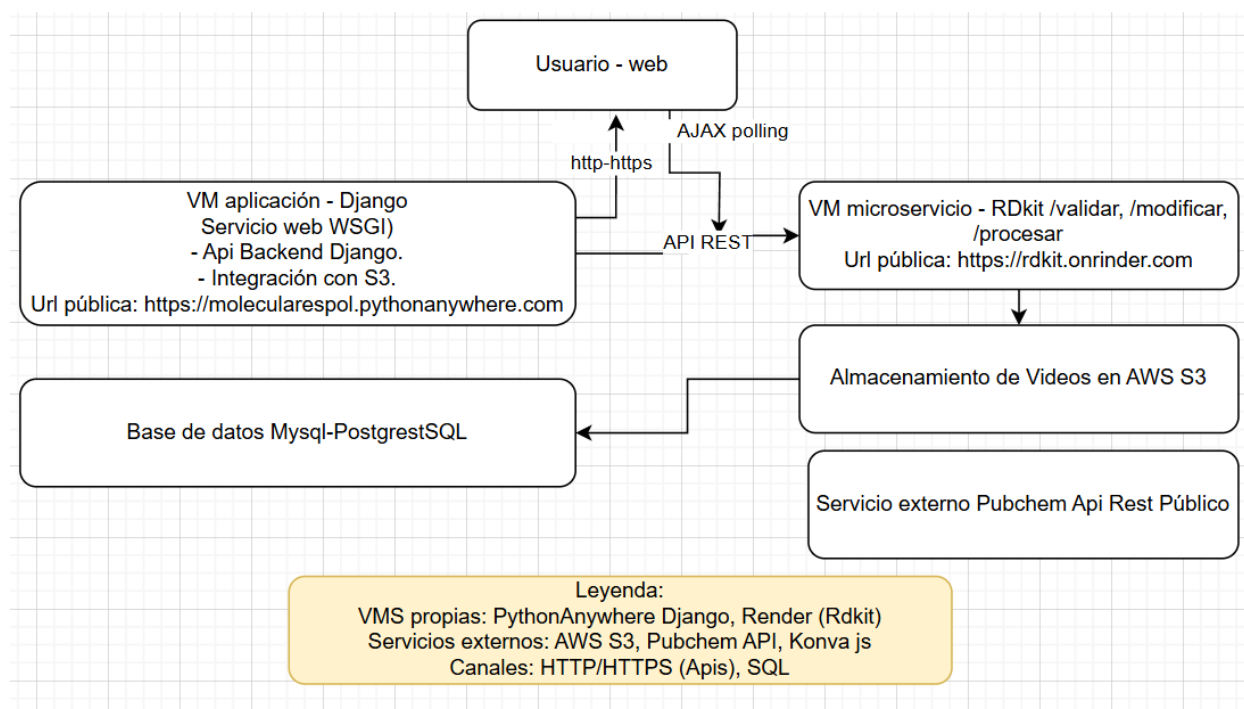 Usuario - web
AJAX polling
http-https
VM aplicación - Django
Servicio web WSGI)
- Api Backend Django.
- Integración con S3.
Url pública: https://molecularespol.pythonanywhere.com
API REST
VM microservicio - RDkit /validar, /modificar,
/procesar
Url pública: https://rdkit.onrinder.com
Almacenamiento de Videos en AWS S3
Base de datos Mysql-PostgrestSQL
Servicio externo Pubchem Api Rest Público
Leyenda:
VMS propias: PythonAnywhere Django, Render (Rdkit)
Servicios externos: AWS S3, Pubchem API, Konva js
Canales: HTTP/HTTPS (Apis), SQL